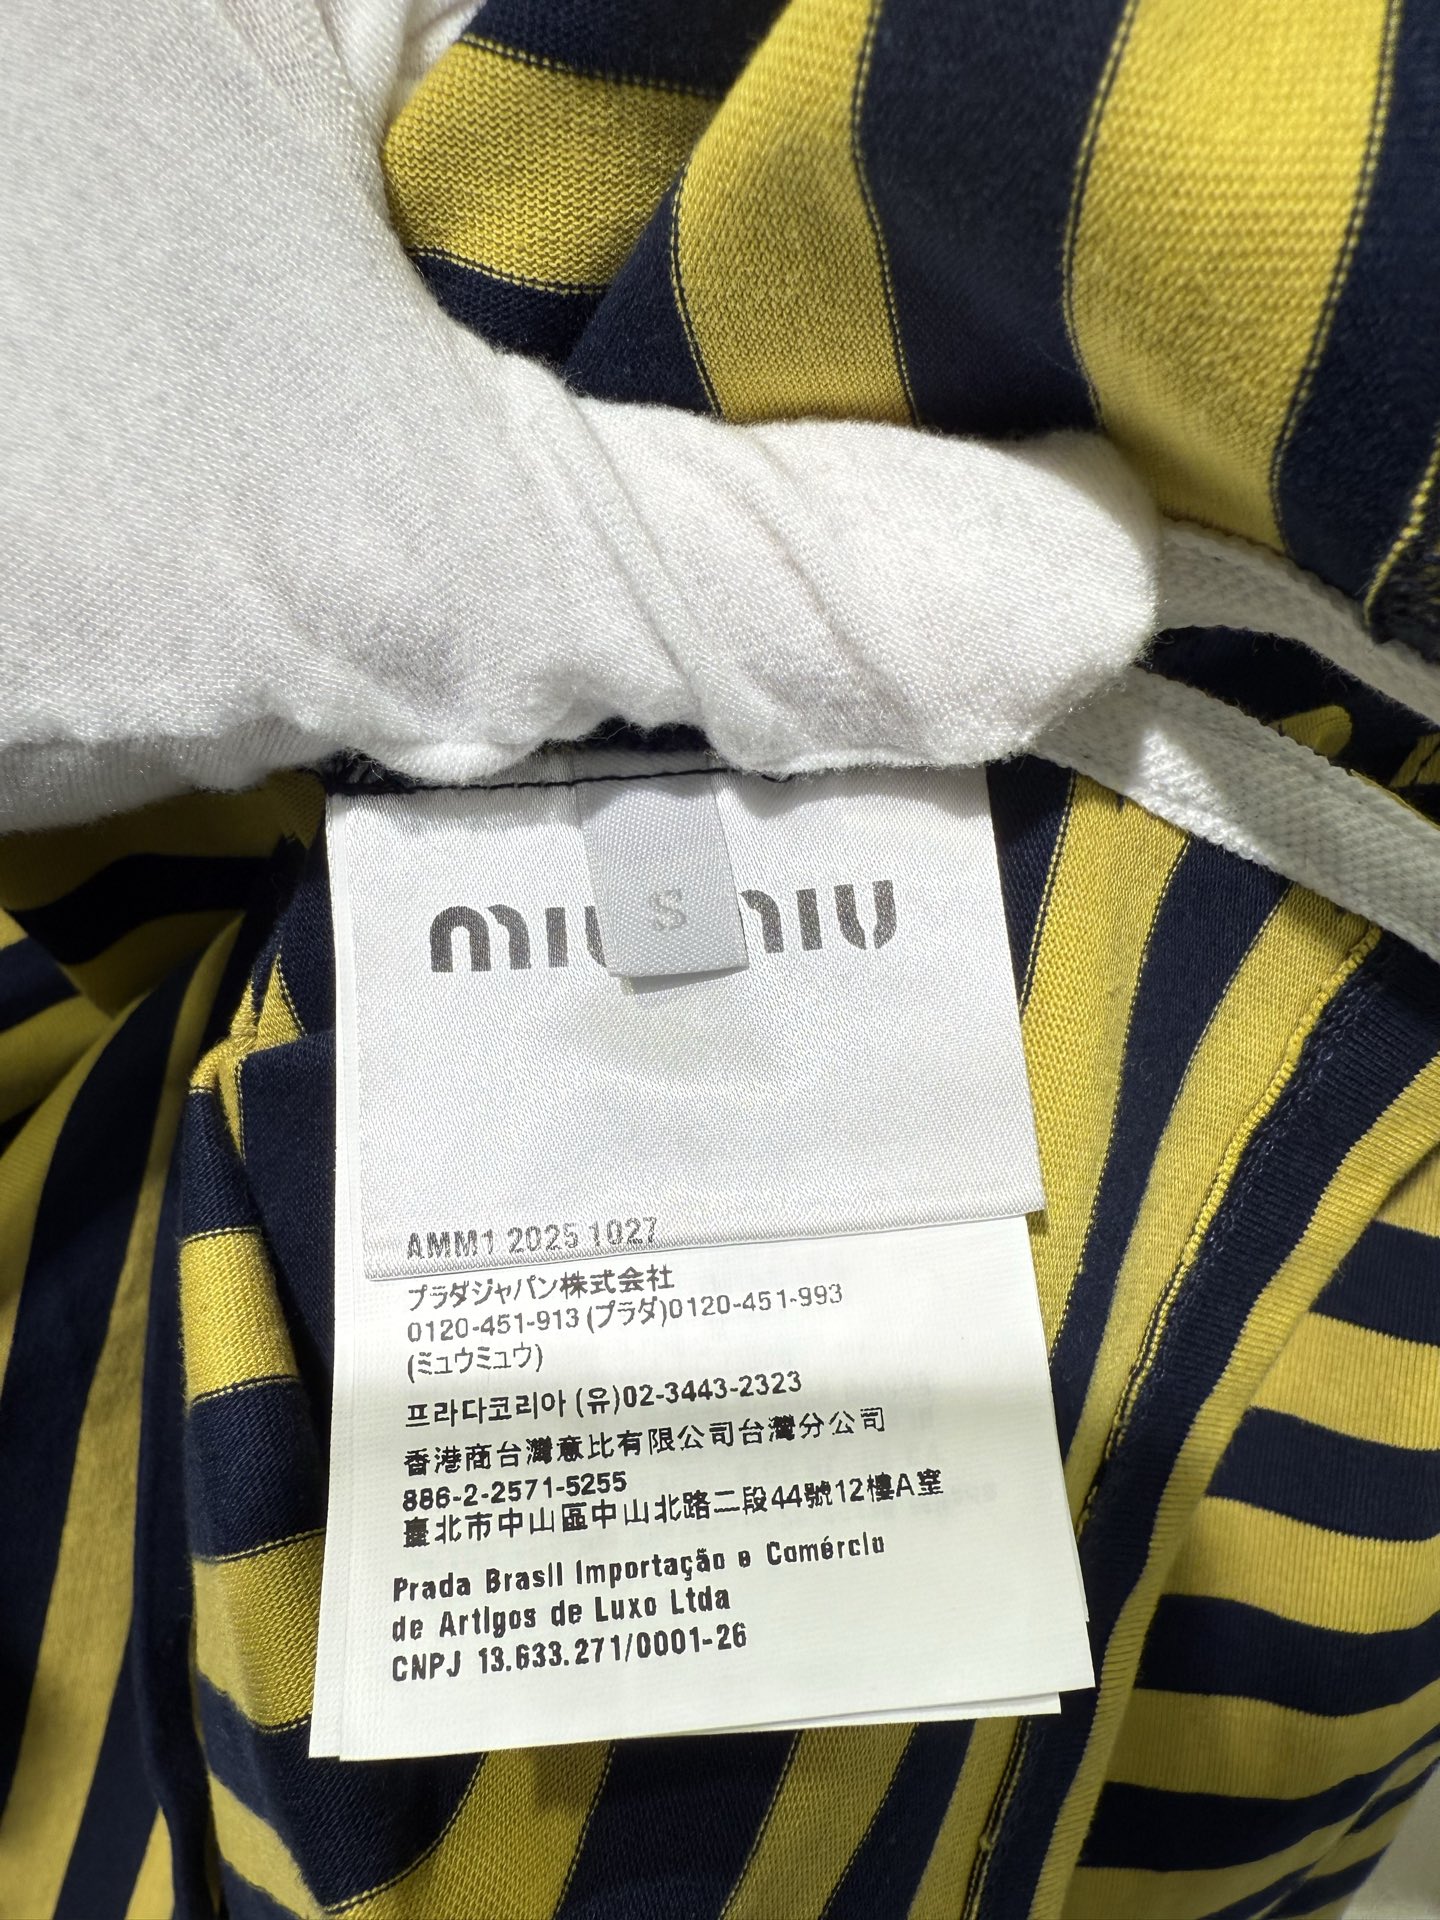 miu miu
S
AMM1 2025 1027
プラダジャパン株式会社
0120-451-913 (プラダ)0120-451-993
(ミュウミュウ)
프라다코리아 (유)02-3443-2323
香港商台灣意比有限公司台灣分公司
886-2-2571-5255
臺北市中山區中山北路二段44號12樓A室
Prada Brasil Importação e Comércio
de Artigos de Luxo Ltda
CNPJ 13.633.271/0001-26